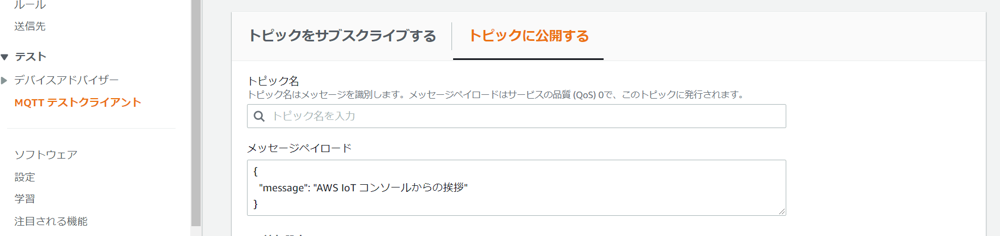 ルール
送信先
テスト
デバイスアドバイザー
MQTT テストクライアント
ソフトウェア
設定
学習
注目される機能
トピックをサブスクライブする
トピックに公開する
トピック名
トピック名はメッセージを識別します。メッセージペイロードはサービスの品質 (QoS) 0で、このトピックに発行されます。
トピック名を入力
メッセージペイロード
{
"message": "AWS IoT コンソールからの挨拶"
}